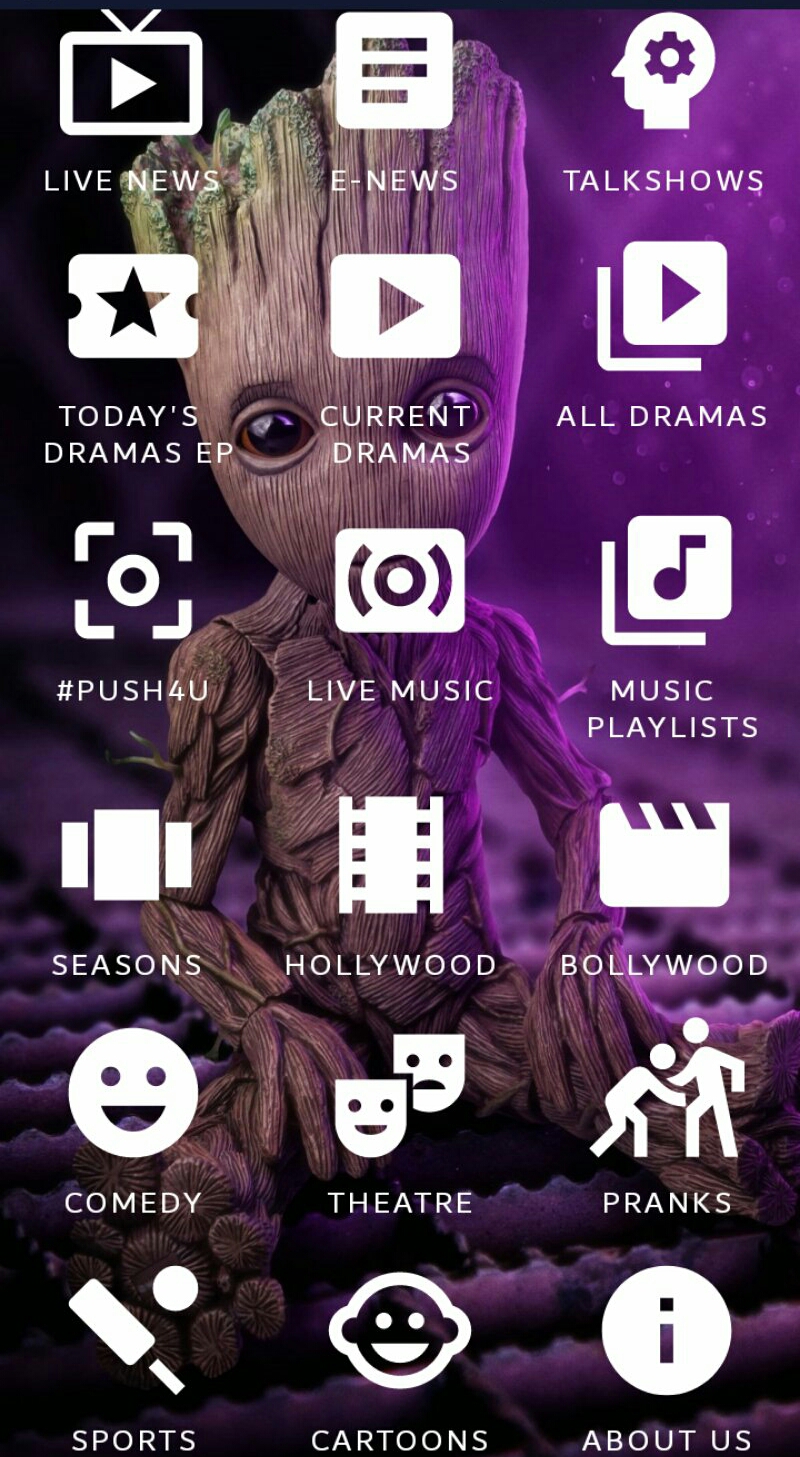 LIVE NEWS
E-NEWS
TALKSHOWS
TODAY'S
DRAMAS EP
CURRENT
DRAMAS
ALL DRAMAS
#PUSH4U
LIVE MUSIC
MUSIC
PLAYLISTS
SEASONS
HOLLYWOOD
BOLLYWOOD
COMEDY
THEATRE
PRANKS
SPORTS
CARTOONS
ABOUT US